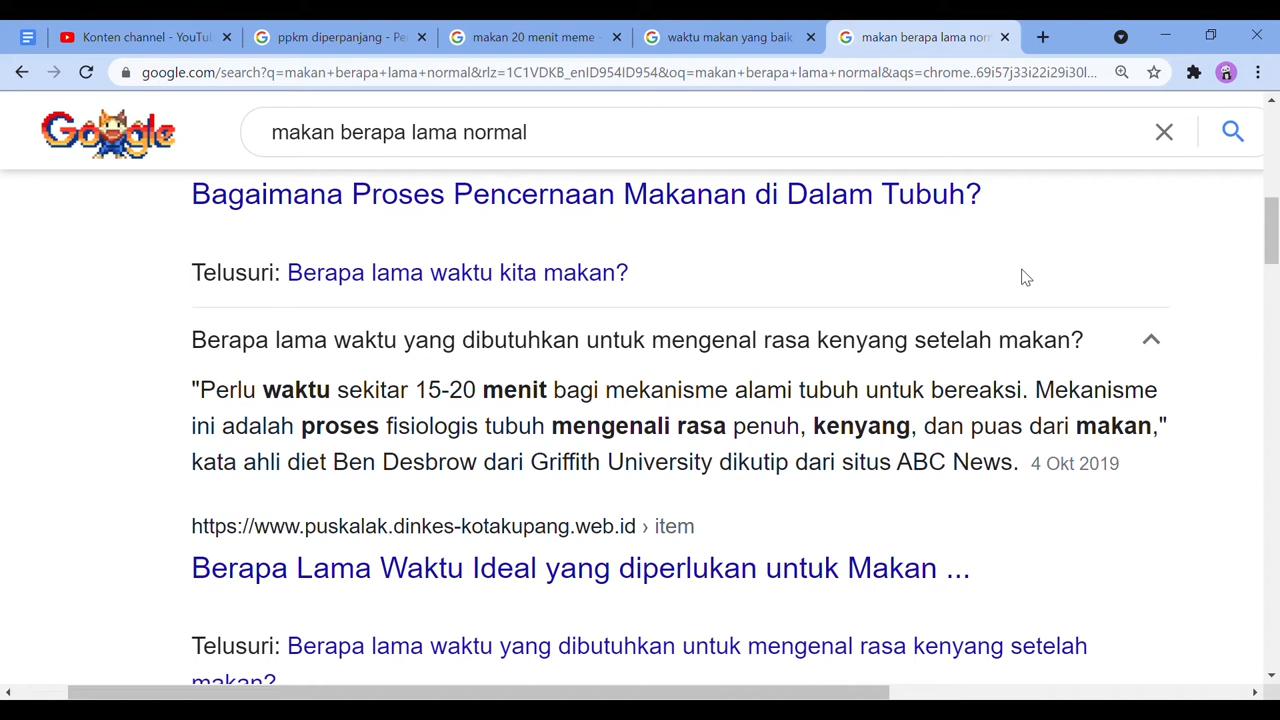 Konten channel - YouTu
ppkm diperpanjang - Pe
makan 20 menit meme -
waktu makan yang baik
makan berapa lama norm
google.com/search?q=makan+berapa+lama+normal&rlz=1C1VDKB_enID954ID954&oq=makan+berapa+lama+normal&aqs=chrome..69i57j33i22i29i30l...
Google
makan berapa lama normal
Bagaimana Proses Pencernaan Makanan di Dalam Tubuh?
Telusuri: Berapa lama waktu kita makan?
Berapa lama waktu yang dibutuhkan untuk mengenal rasa kenyang setelah makan?
"Perlu waktu sekitar 15-20 menit bagi mekanisme alami tubuh untuk bereaksi. Mekanisme
ini adalah proses fisiologis tubuh mengenali rasa penuh, kenyang, dan puas dari makan,"
kata ahli diet Ben Desbrow dari Griffith University dikutip dari situs ABC News. 4 Okt 2019
https://www.puskalak.dinkes-kotakupang.web.id › item
Berapa Lama Waktu Ideal yang diperlukan untuk Makan ...
Telusuri: Berapa lama waktu yang dibutuhkan untuk mengenal rasa kenyang setelah
makan?